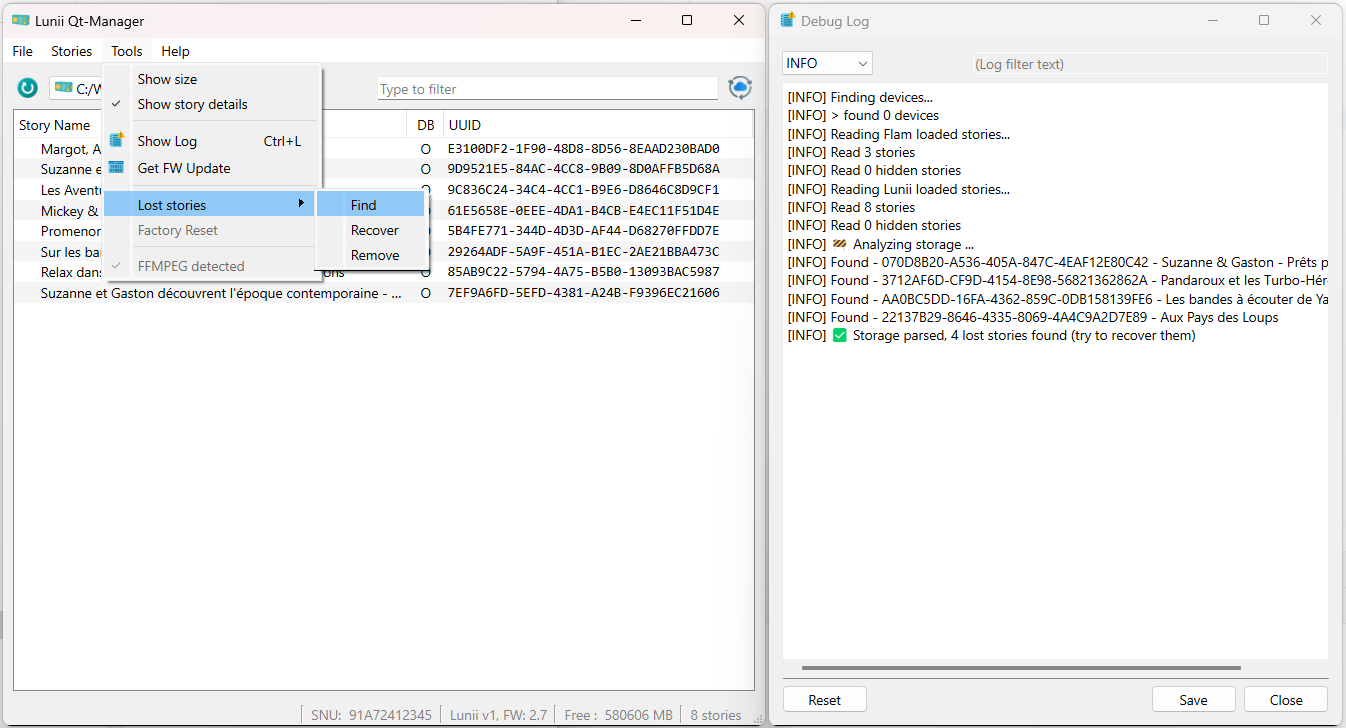 Lunii Qt-Manager
File Stories Tools Help
C:/W
Type to filter
Show size
Show story details
Show Log Ctrl+L
Get FW Update
Lost stories
Factory Reset
FFMPEG detected
Find
Recover
Remove
Story Name DB UUID
Margot, A O E3100DF2-1F90-48D8-8D56-8EAAD230BAD0
Suzanne e O 9D9521E5-84AC-4CC8-9B09-8D0AFFB5D68A
Les Aventu 9C836C24-34C4-4CC1-B9E6-D8646C8D9CF1
Mickey & 61E5658E-0EEE-4DA1-B4CB-E4EC11F51D4E
Promenor 5B4FE771-344D-4D3D-AF44-D68270FFDD7E
Sur les ba 29264ADF-5A9F-451A-B1EC-2AE21BBA473C
Relax dans ons O 85AB9C22-5794-4A75-B5B0-13093BAC5987
Suzanne et Gaston découvrent l'époque contemporaine - ... O 7EF9A6FD-5EFD-4381-A24B-F9396EC21606
SNU: 91A72412345 Lunii v1, FW: 2.7 Free : 580606 MB 8 stories
Debug Log
INFO (Log filter text)
[INFO] Finding devices...
[INFO] > found 0 devices
[INFO] Reading Flam loaded stories...
[INFO] Read 3 stories
[INFO] Read 0 hidden stories
[INFO] Reading Lunii loaded stories...
[INFO] Read 8 stories
[INFO] Read 0 hidden stories
[INFO] 🚧 Analyzing storage ...
[INFO] Found - 070D8B20-A536-405A-847C-4EAF12E80C42 - Suzanne & Gaston - Prêts p
[INFO] Found - 3712AF6D-CF9D-4154-8E98-56821362862A - Pandaroux et les Turbo-Hér
[INFO] Found - AA0BC5DD-16FA-4362-859C-0DB158139FE6 - Les bandes à écouter de Ya
[INFO] Found - 22137B29-8646-4335-8069-4A4C9A2D7E89 - Aux Pays des Loups
[INFO] ✅ Storage parsed, 4 lost stories found (try to recover them)
Reset Save Close